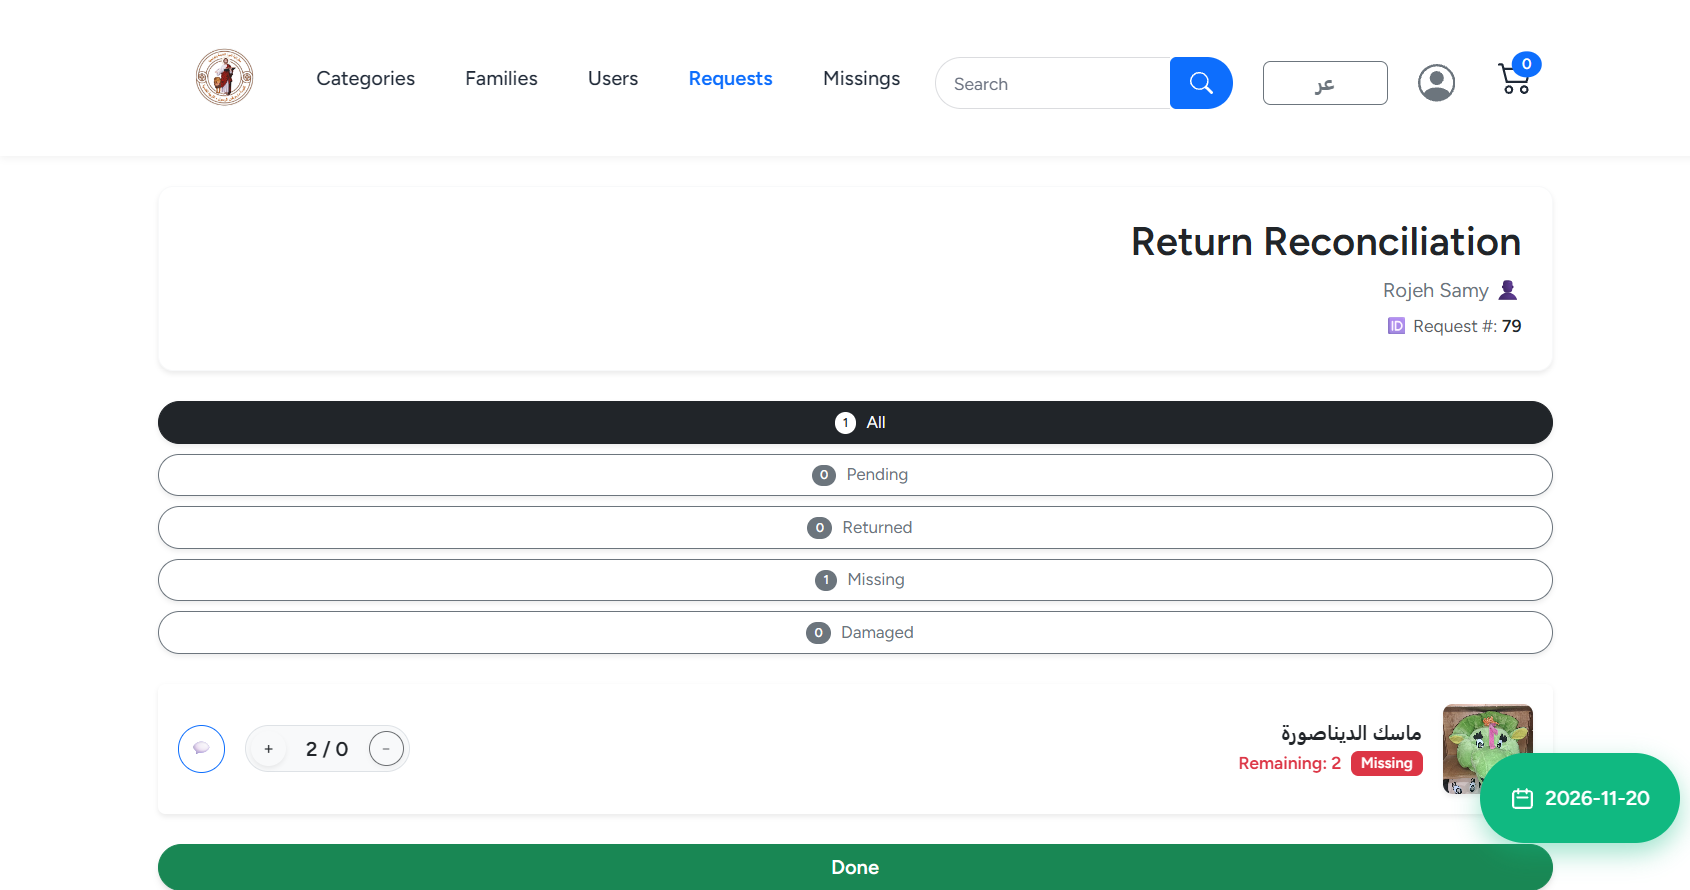 Categories
Families
Users
Requests
Missings
Search
عر
0
Return Reconciliation
Rojeh Samy
ID Request #: 79
1 All
0 Pending
0 Returned
1 Missing
0 Damaged
ماسك الديناصورة
Remaining: 2 Missing
+ 2 / 0 −
2026-11-20
Done